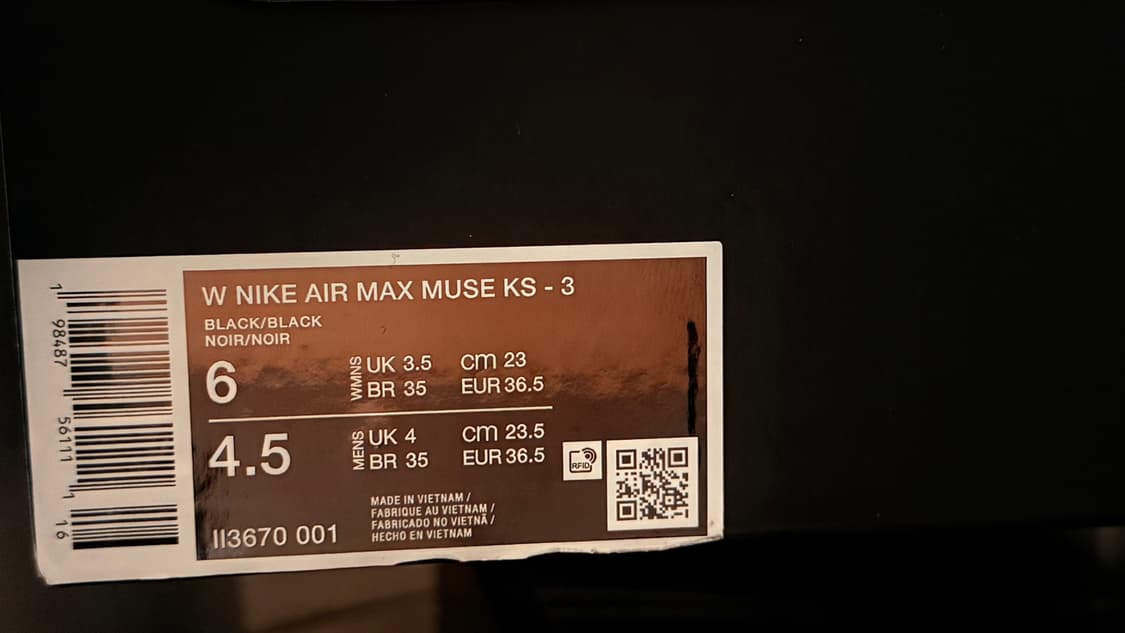 W NIKE AIR MAX MUSE KS - 3
BLACK/BLACK
NOIR/NOIR
6
WMNS
UK 3.5 cm 23
BR 35 EUR 36.5
4.5
MENS
UK 4 cm 23.5
BR 35 EUR 36.5
MADE IN VIETNAM /
FABRIQUE AU VIETNAM /
FABRICADO NO VIETNÃ /
HECHO EN VIETNAM
II3670 001
RFID
1 98487 56111 1 16